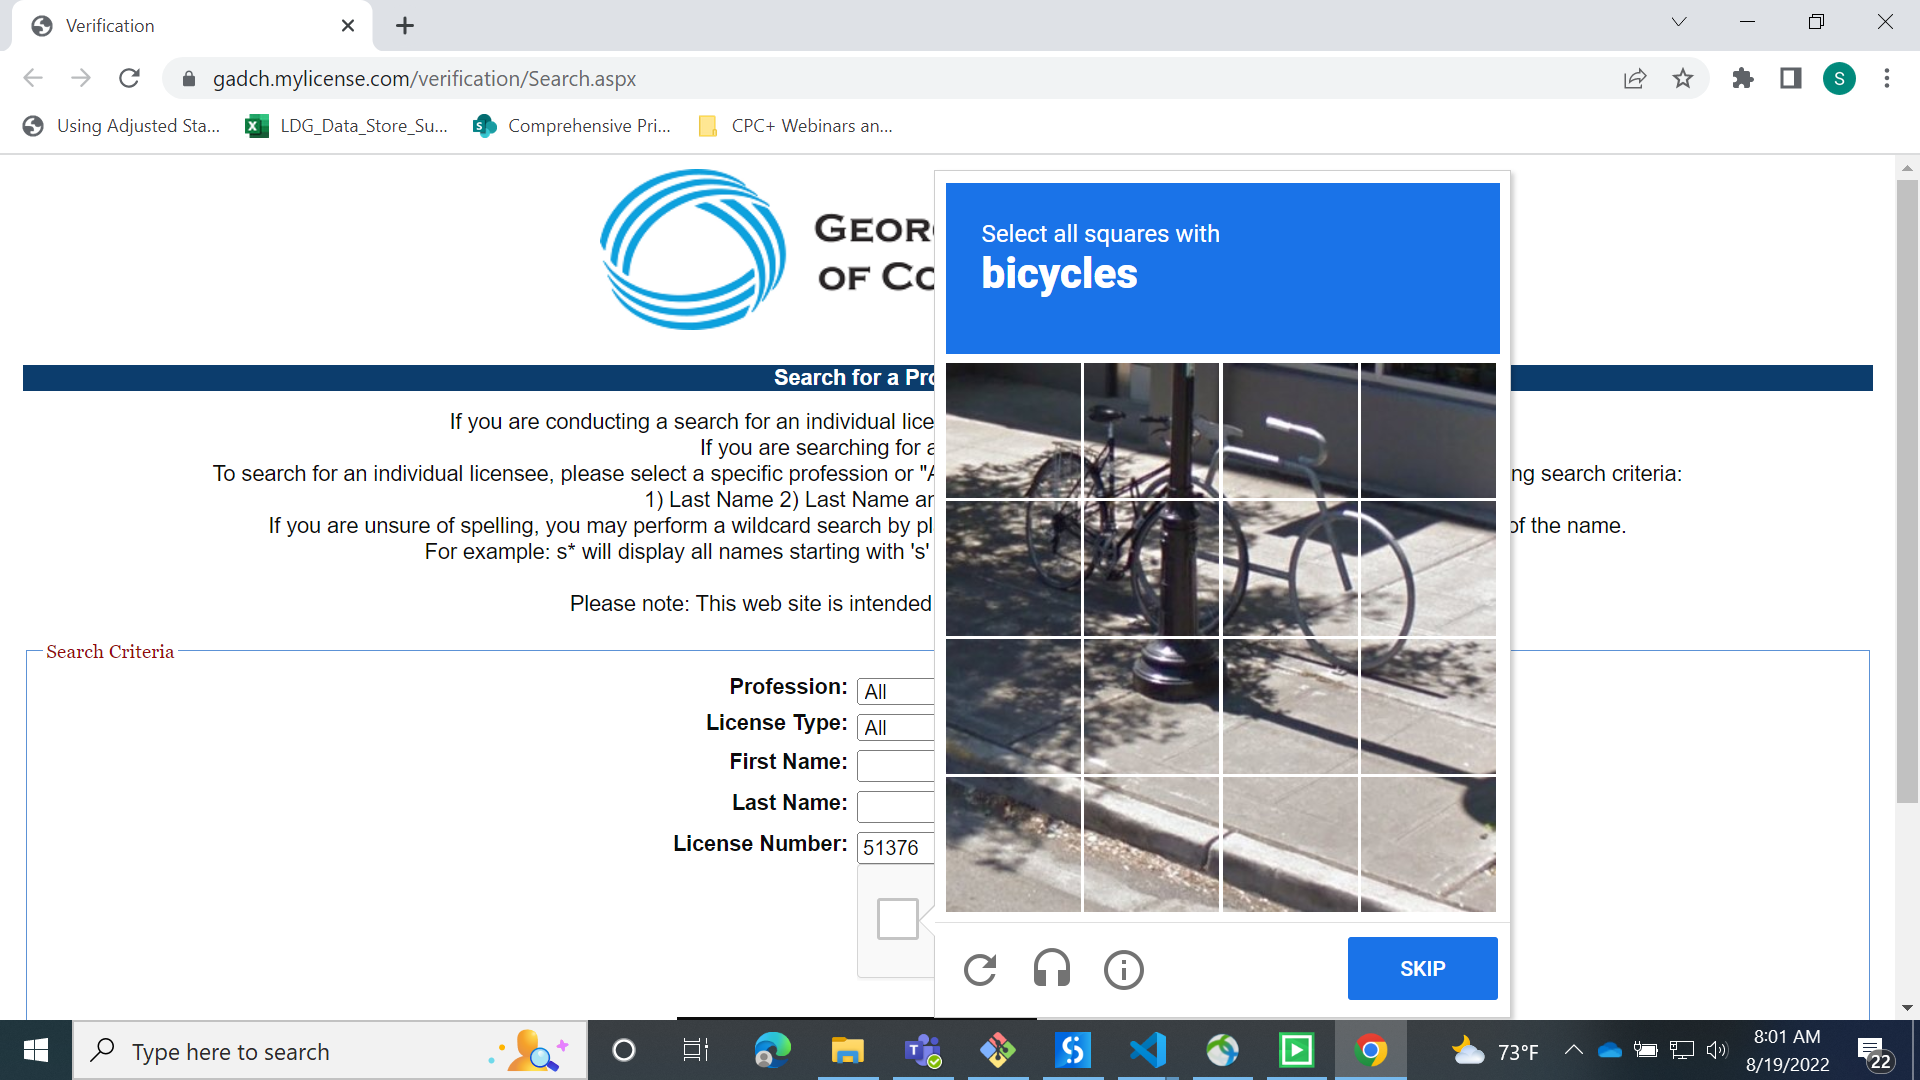 Verification
gadch.mylicense.com/verification/Search.aspx
S
Using Adjusted Sta...
LDG_Data_Store_Su...
Comprehensive Pri...
CPC+ Webinars an...
GEOR
OF CO
Search for a Pro
If you are conducting a search for an individual lice
If you are searching for a
To search for an individual licensee, please select a specific profession or "A
ng search criteria:
1) Last Name 2) Last Name an
If you are unsure of spelling, you may perform a wildcard search by pl
of the name.
For example: s* will display all names starting with 's'
Please note: This web site is intended
Search Criteria
Profession:
All
License Type:
All
First Name:
Last Name:
License Number:
51376
Select all squares with
bicycles
SKIP
Type here to search
73°F
8:01 AM
8/19/2022
22